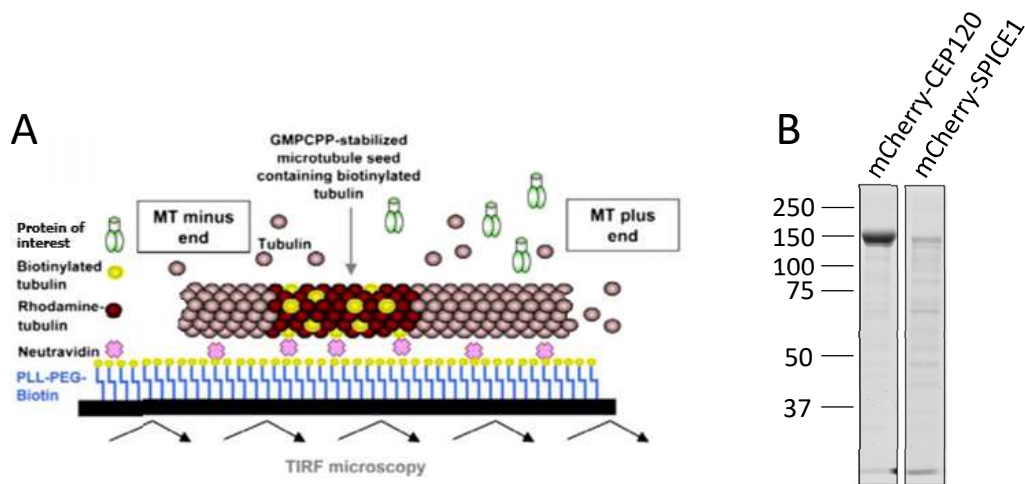 A
GMPCPP-stabilized
microtubule seed
containing biotinylated
tubulin
MT minus
end
MT plus
end
Protein of
interest
Tubulin
Biotinylated
tubulin
Rhodamine-
tubulin
Neutravidin
PLL-PEG-
Biotin
TIRF microscopy
B
mCherry-CEP120
mCherry-SPICE1
250
150
100
75
50
37